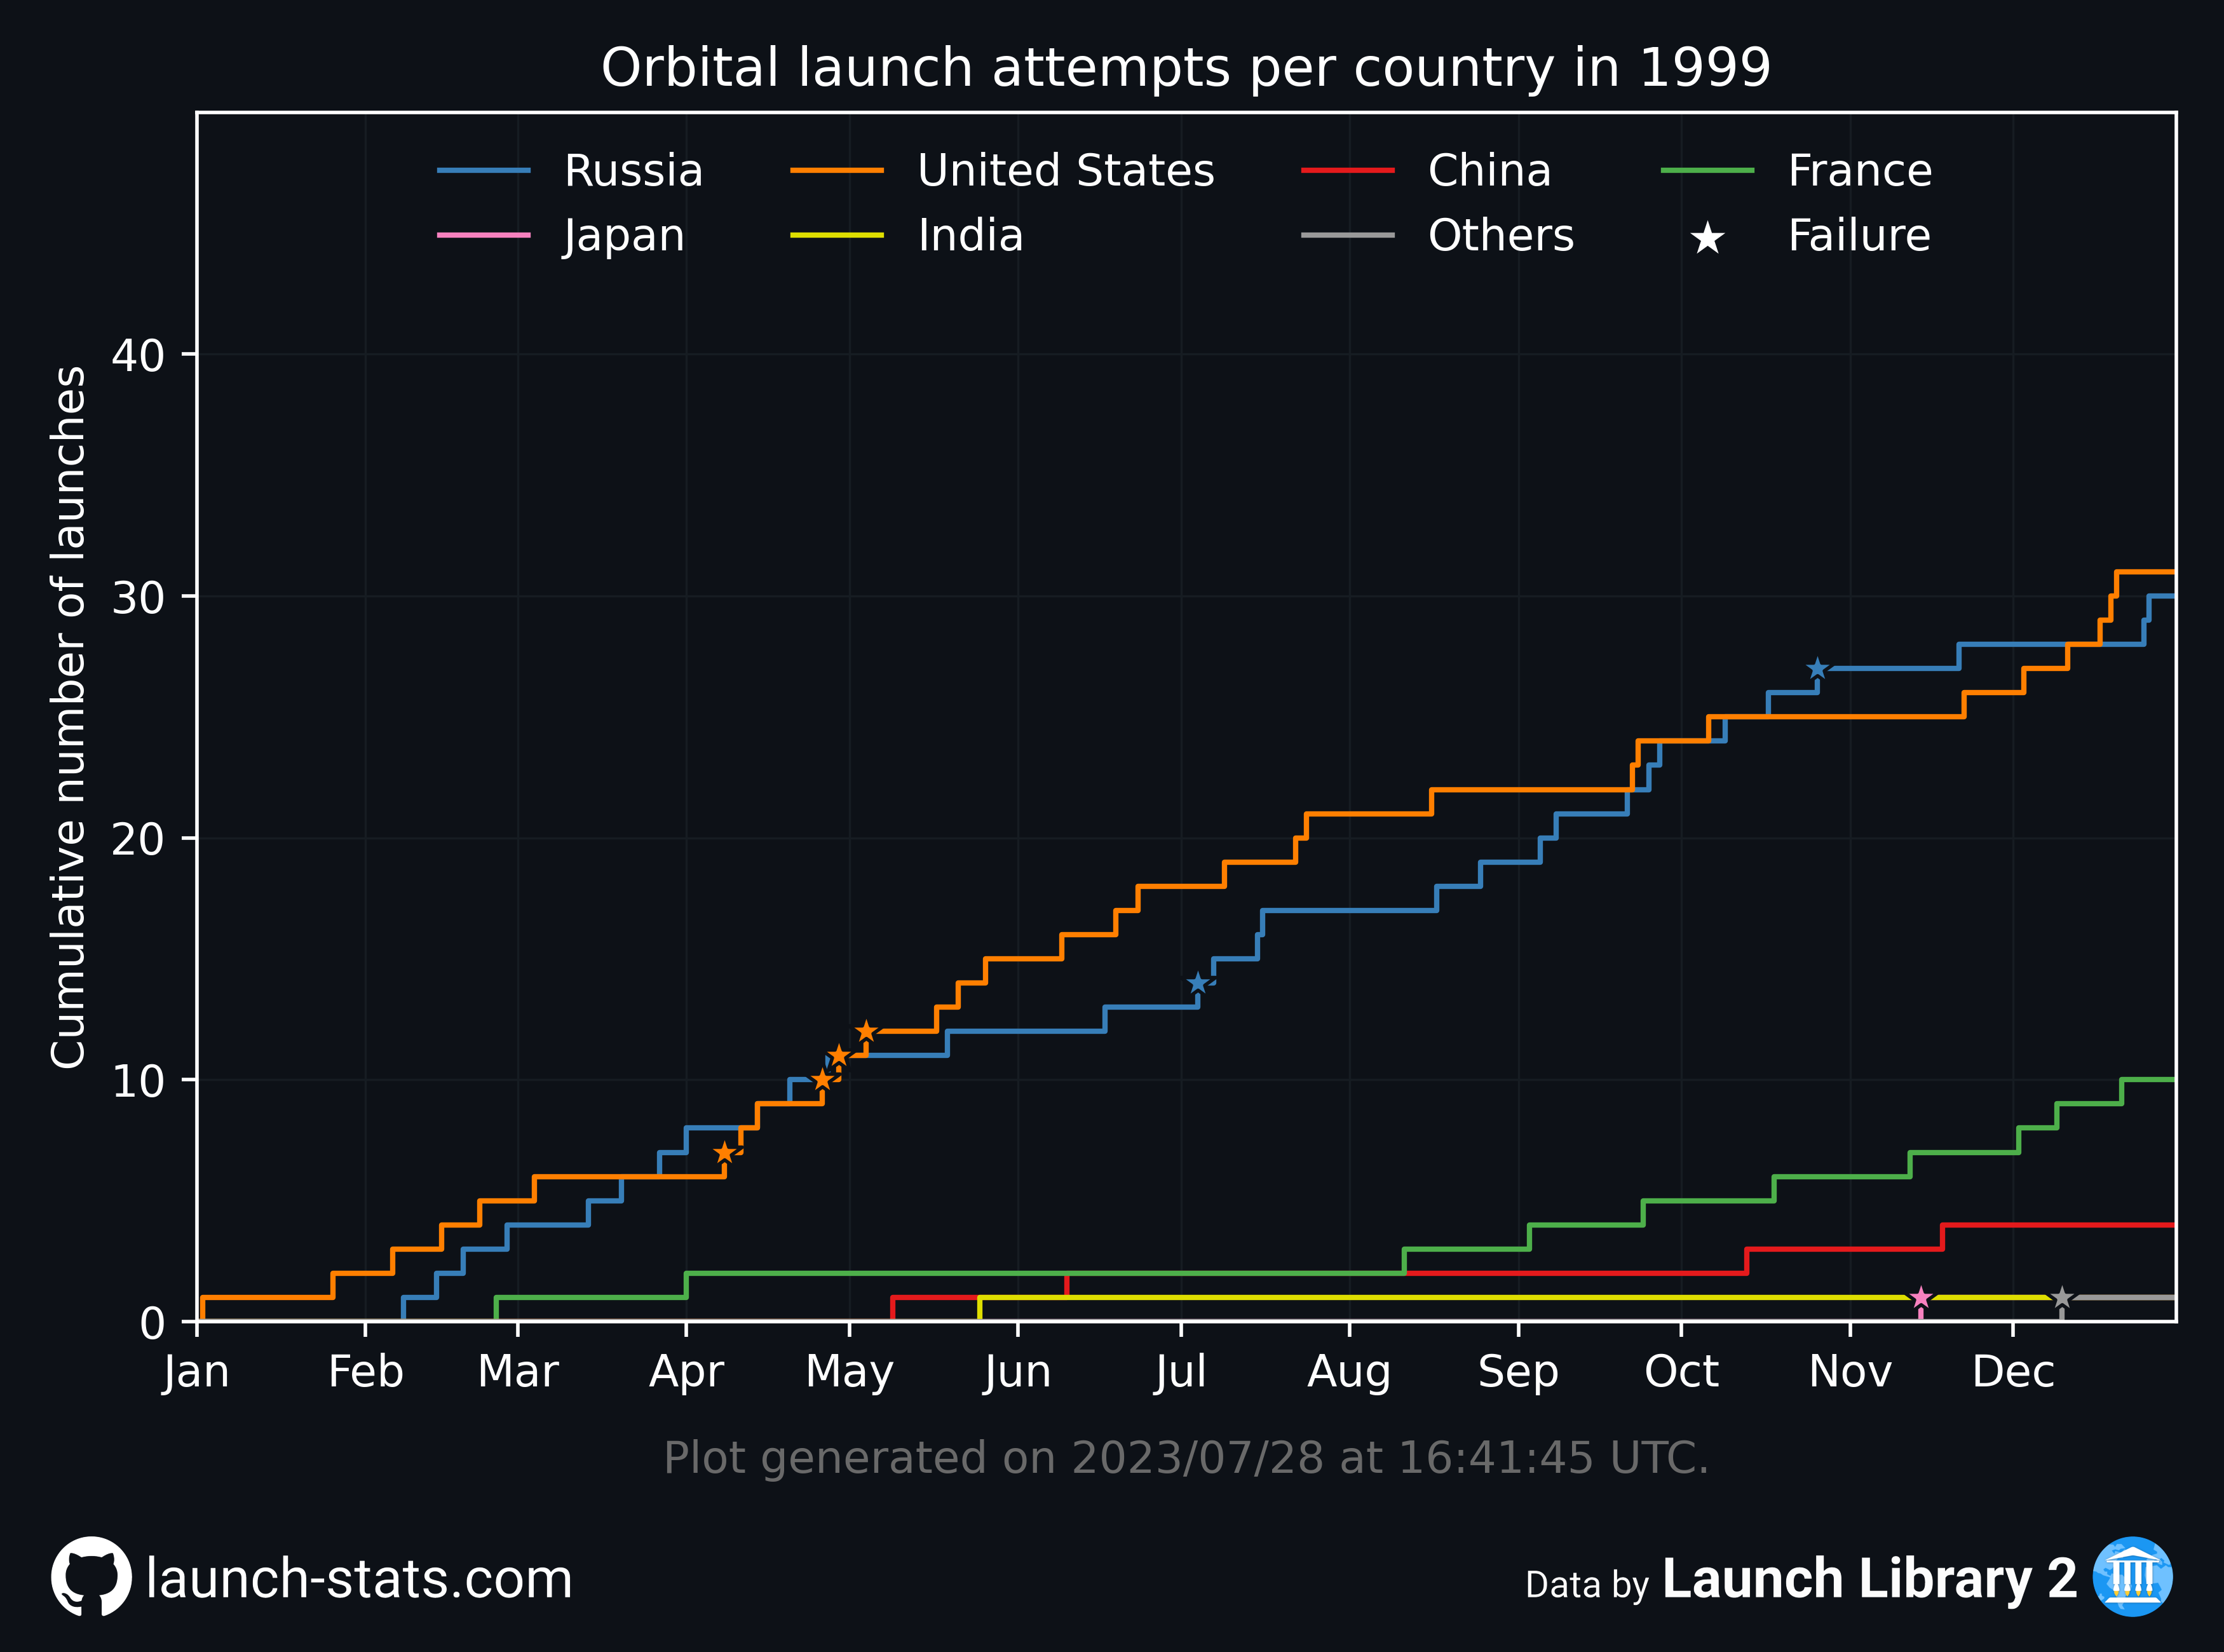 Orbital launch attempts per country in 1999
Russia United States China France
Japan India Others Failure
Cumulative number of launches
40
30
20
10
0
Jan Feb Mar Apr May Jun Jul Aug Sep Oct Nov Dec
Plot generated on 2023/07/28 at 16:41:45 UTC.
launch-stats.com
Data by Launch Library 2